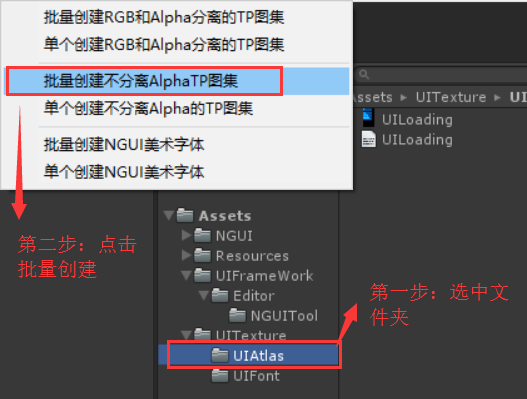 批量创建RGB和Alpha分离的TP图集
单个创建RGB和Alpha分离的TP图集
批量创建不分离AlphaTP图集
单个创建不分离Alpha的TP图集
批量创建NGUI美术字体
单个创建NGUI美术字体
Assets ▸ UITexture ▸ UI
UILoading
UILoading
Assets
NGUI
Resources
UIFrameWork
Editor
NGUITool
UITexture
UIAtlas
UIFont
第二步：点击
批量创建
第一步：选中文
件夹